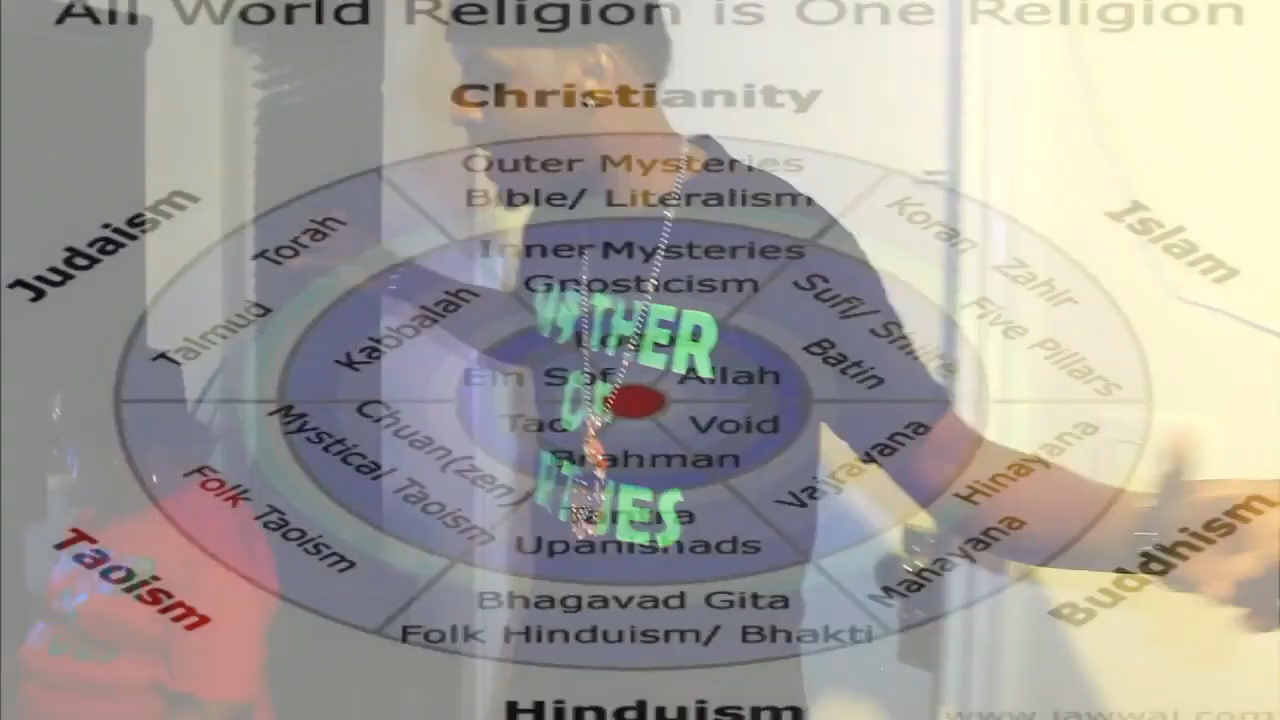 All World Religion is One Religion
Christianity
Outer Mysteries
Bible/ Literalism
Inner Mysteries
Gnosticism
Judaism
Torah
Talmud
Kabbalah
Islam
Koran Zahir
Five Pillars
Sufi/ Shiite
Batin
Ein Sof
Allah
THER
Tao
Void
Brahman
Chuan(zen)
Mystical Taoism
Folk Taoism
Taoism
Vajrayana
Hinayana
Mahayana
Buddhism
Tantra
Upanishads
Bhagavad Gita
Folk Hinduism/ Bhakti
Hinduism